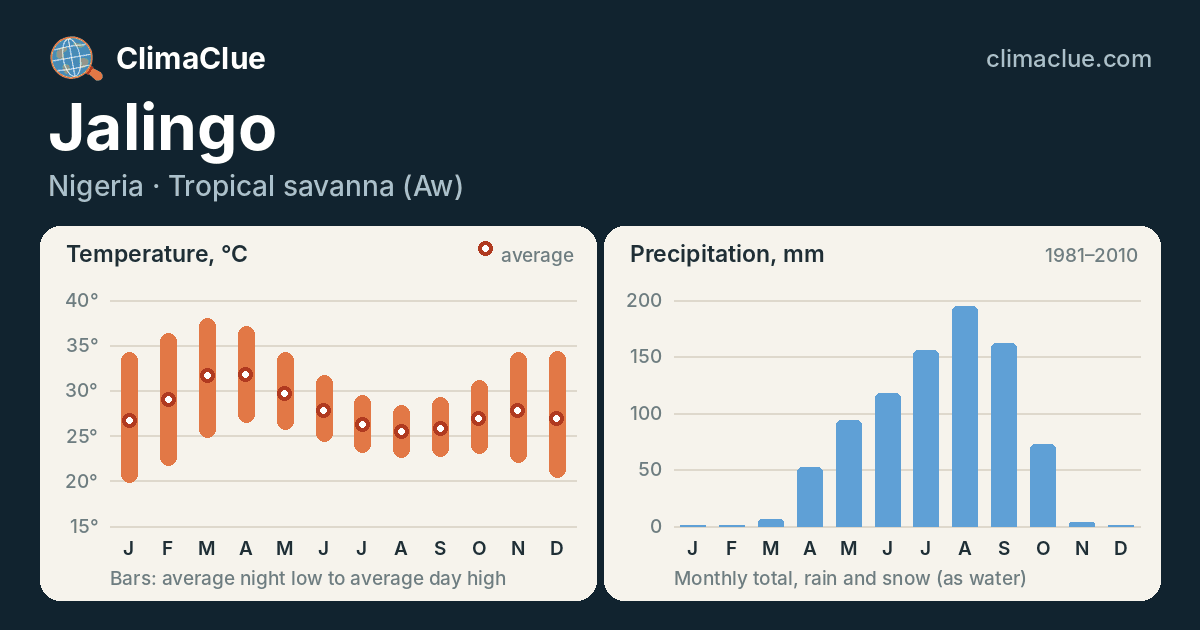 ClimaClue
climaclue.com
Jalingo
Nigeria · Tropical savanna (Aw)
Temperature, °C
average
40°
35°
30°
25°
20°
15°
J F M A M J J A S O N D
Bars: average night low to average day high
Precipitation, mm
1981–2010
200
150
100
50
0
J F M A M J J A S O N D
Monthly total, rain and snow (as water)